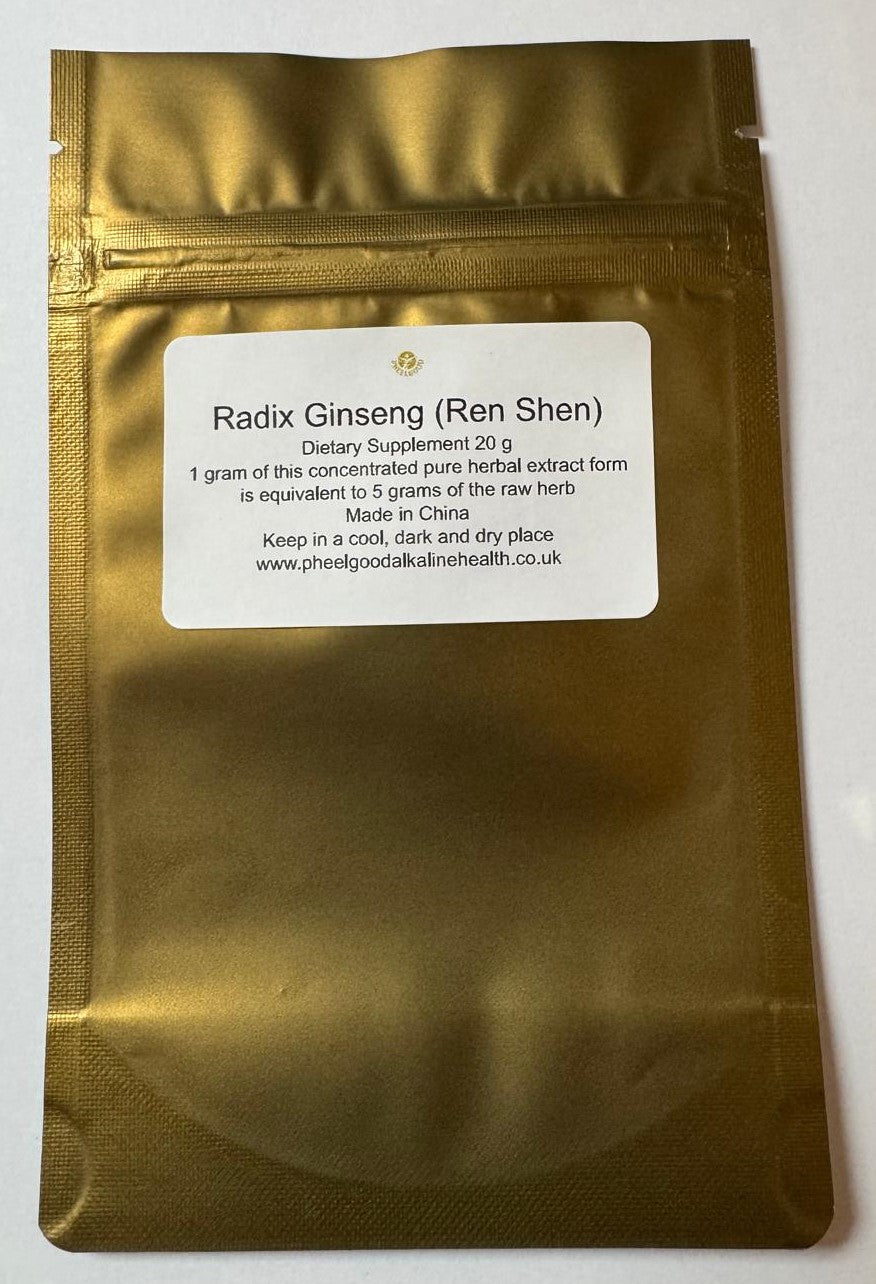 Radix Ginseng (Ren Shen)
Dietary Supplement 20 g
1 gram of this concentrated pure herbal extract form
is equivalent to 5 grams of the raw herb
Made in China
Keep in a cool, dark and dry place
www.pheelgoodalkalinehealth.co.uk